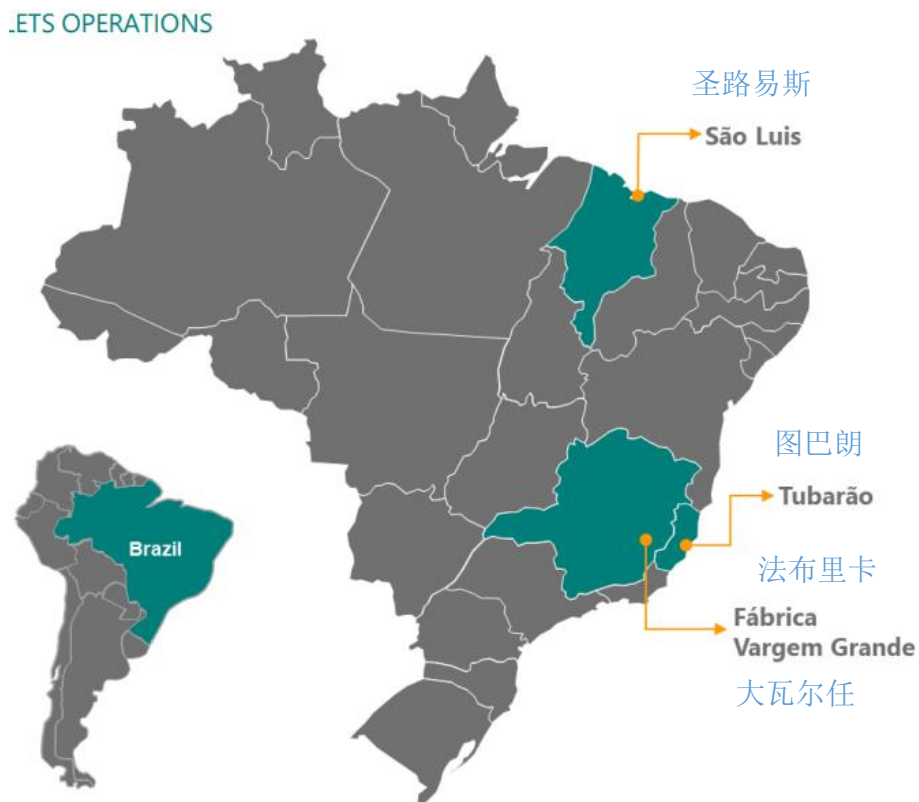 LETS OPERATIONS
圣路易斯
São Luis
图巴朗
Tubarão
法布里卡
Fábrica
Vargem Grande
大瓦尔任
Brazil